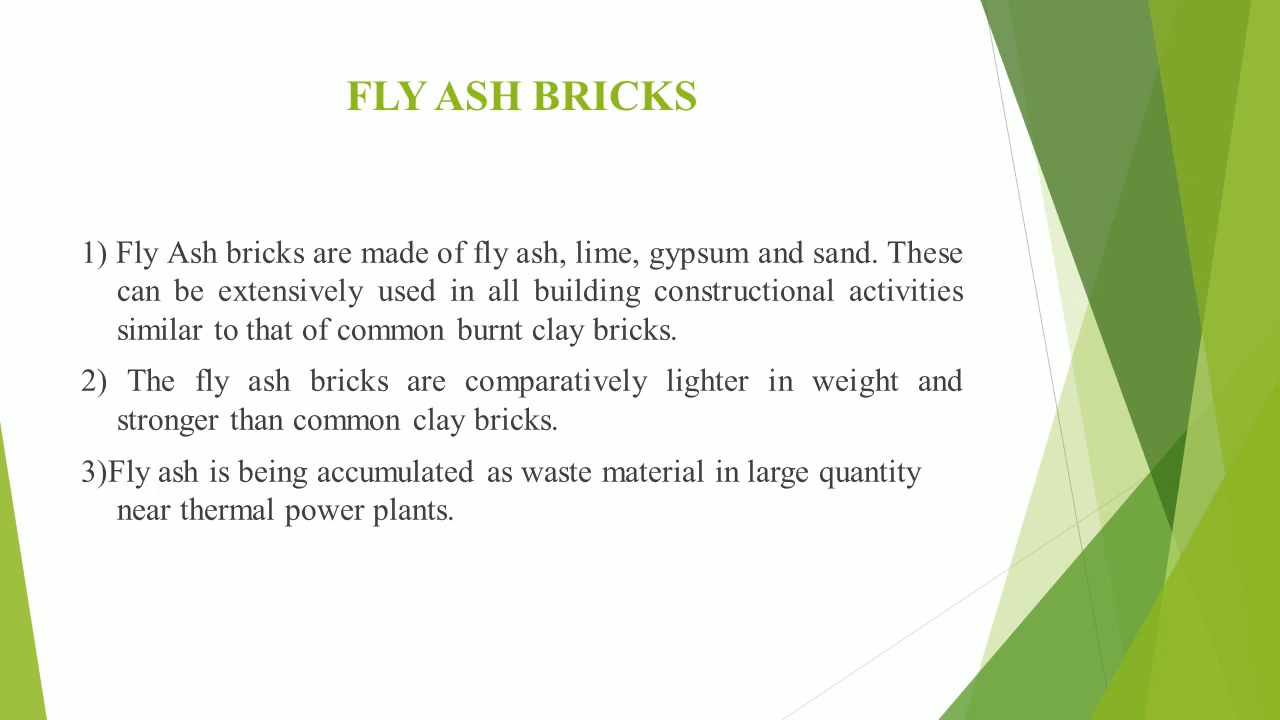 FLY ASH BRICKS
1) Fly Ash bricks are made of fly ash, lime, gypsum and sand. These
can be extensively used in all building constructional activities
similar to that of common burnt clay bricks.
2) The fly ash bricks are comparatively lighter in weight and
stronger than common clay bricks.
3)Fly ash is being accumulated as waste material in large quantity
near thermal power plants.